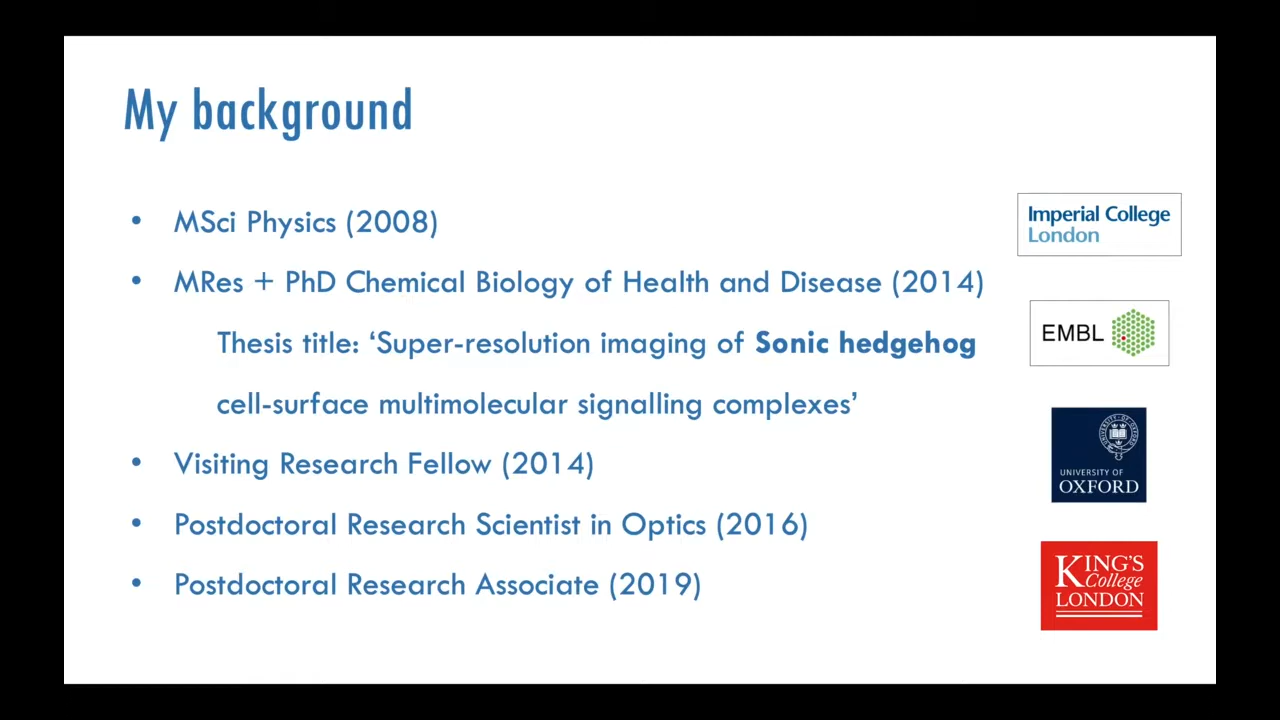 My background
• MSci Physics (2008)
• MRes + PhD Chemical Biology of Health and Disease (2014)
Thesis title: ‘Super-resolution imaging of Sonic hedgehog
cell-surface multimolecular signalling complexes’
• Visiting Research Fellow (2014)
• Postdoctoral Research Scientist in Optics (2016)
• Postdoctoral Research Associate (2019)
Imperial College
London
EMBL
UNIVERSITY OF
OXFORD
KING'S
College
LONDON